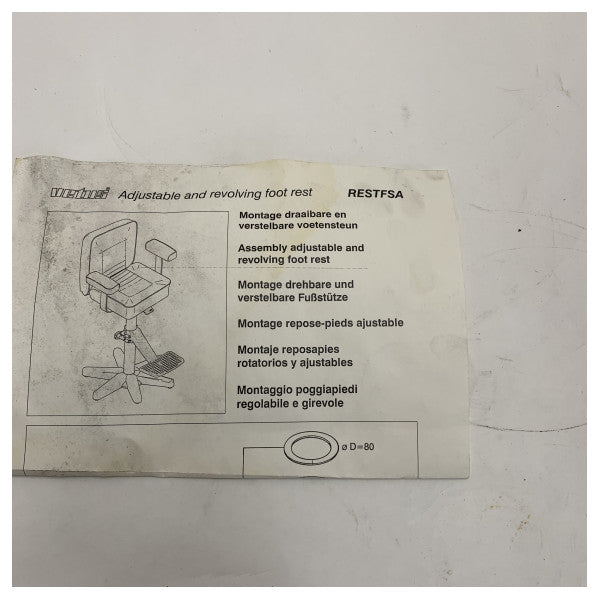 vetus Adjustable and revolving foot rest RESTFSA
Montage draaibare en
verstelbare voetensteun
Assembly adjustable and
revolving foot rest
Montage drehbare und
verstelbare Fußstütze
Montage repose-pieds ajustable
Montaje reposapies
rotatorios y ajustables
Montaggio poggiapiedi
regolabile e girevole
ø D=80